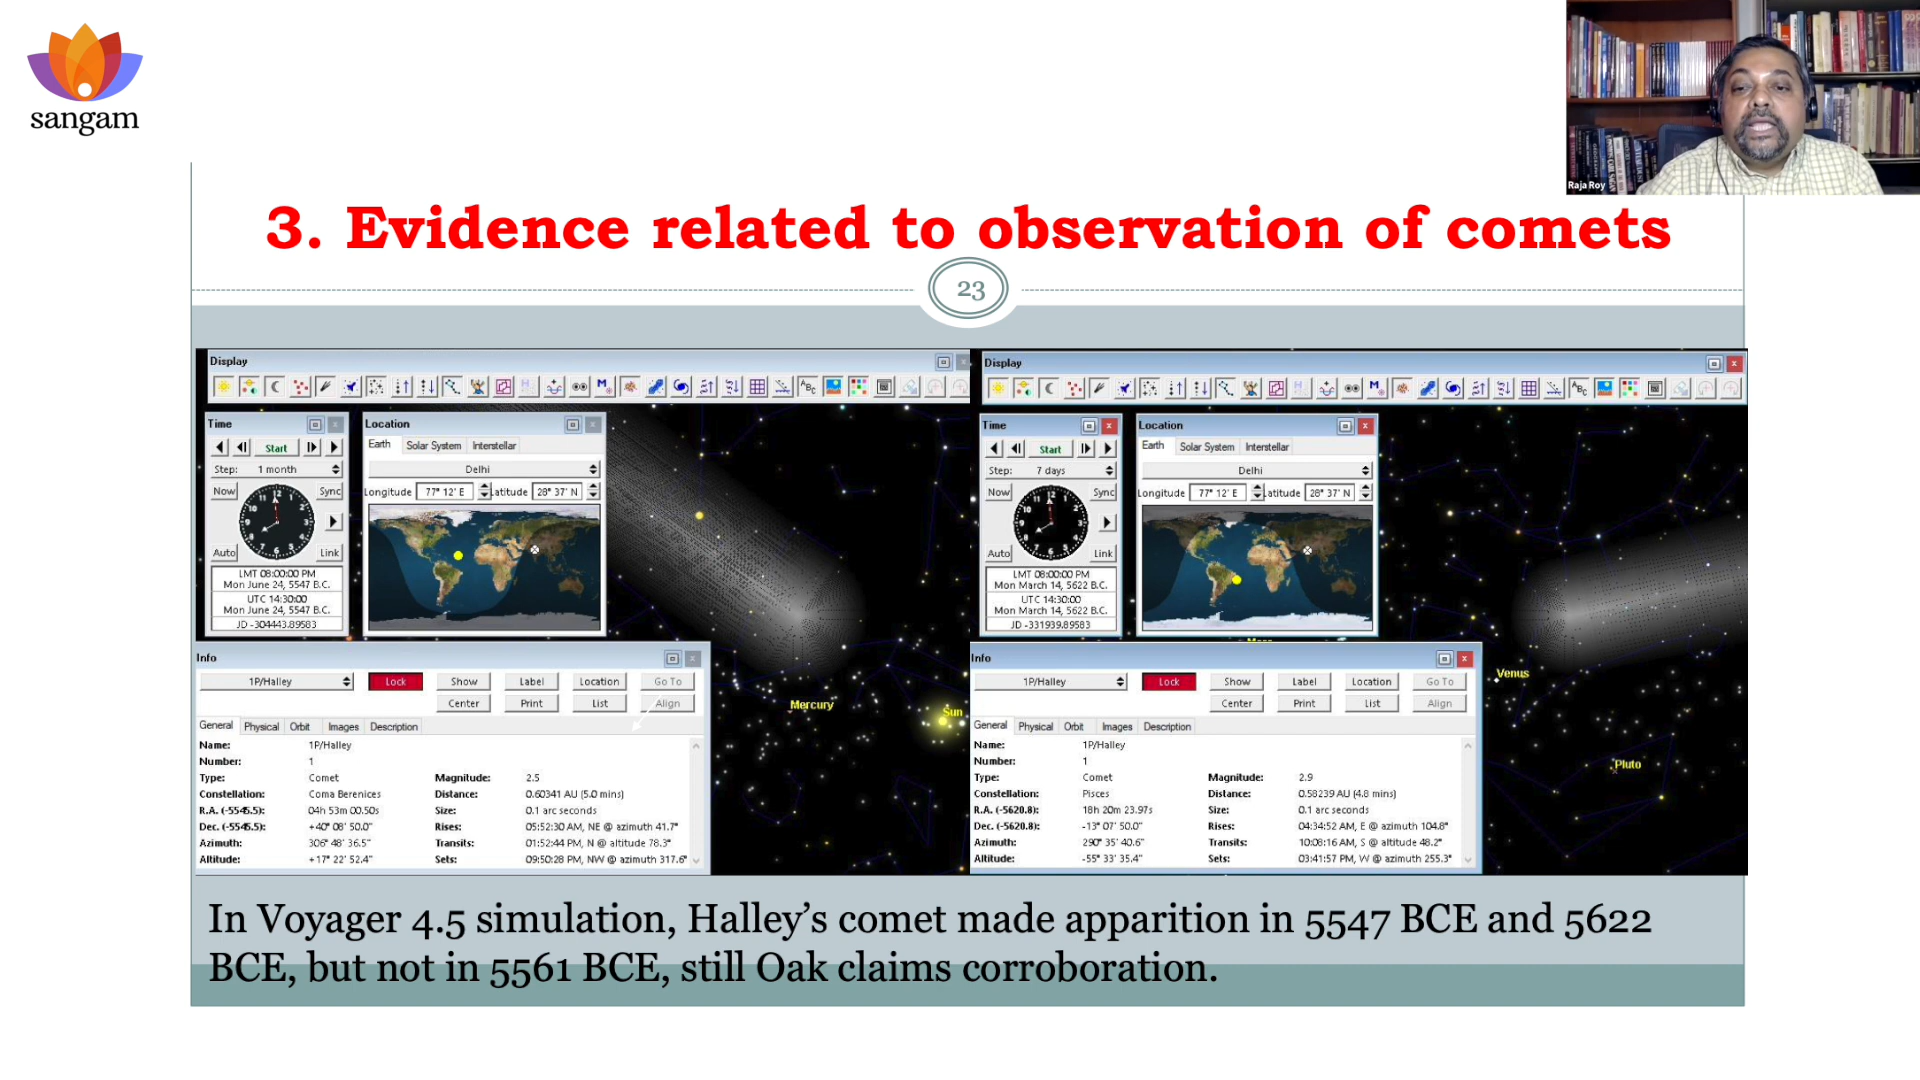 sangam
Raja Roy
3. Evidence related to observation of comets
23
Display
Time
Start
Step: 1 month
Now
Sync
Auto
Link
LMT 08:00:00 PM
Mon June 24, 5547 B.C.
UTC 14:30:00
Mon June 24, 5547 B.C.
JD -304443.89583
Location
Earth Solar System Interstellar
Delhi
Longitude 77° 12' E Latitude 28° 37' N
Mercury
Sun
Info
1P/Halley Lock Show Label Location Go To
Center Print List Align
General Physical Orbit Images Description
Name: 1P/Halley
Number: 1
Type: Comet Magnitude: 2.5
Constellation: Coma Berenices Distance: 0.60341 AU (5.0 mins)
R.A. (-5545.5): 04h 53m 00.50s Size: 0.1 arc seconds
Dec. (-5545.5): +40° 08' 50.0" Rises: 05:52:30 AM, NE @ azimuth 41.7°
Azimuth: 306° 48' 36.5" Transits: 01:52:44 PM, N @ altitude 78.3°
Altitude: +17° 22' 52.4" Sets: 09:50:28 PM, NW @ azimuth 317.6°
Display
Time
Start
Step: 7 days
Now
Sync
Auto
Link
LMT 08:00:00 PM
Mon March 14, 5622 B.C.
UTC 14:30:00
Mon March 14, 5622 B.C.
JD -331939.89583
Location
Earth Solar System Interstellar
Delhi
Longitude 77° 12' E Latitude 28° 37' N
Venus
Pluto
Info
1P/Halley Lock Show Label Location Go To
Center Print List Align
General Physical Orbit Images Description
Name: 1P/Halley
Number: 1
Type: Comet Magnitude: 2.9
Constellation: Pisces Distance: 0.58239 AU (4.8 mins)
R.A. (-5620.8): 18h 20m 23.97s Size: 0.1 arc seconds
Dec. (-5620.8): -13° 07' 50.0" Rises: 04:34:52 AM, E @ azimuth 104.8°
Azimuth: 290° 35' 40.6" Transits: 10:08:16 AM, S @ altitude 48.2°
Altitude: -55° 33' 35.4" Sets: 03:41:57 PM, W @ azimuth 255.3°
In Voyager 4.5 simulation, Halley's comet made apparition in 5547 BCE and 5622
BCE, but not in 5561 BCE, still Oak claims corroboration.